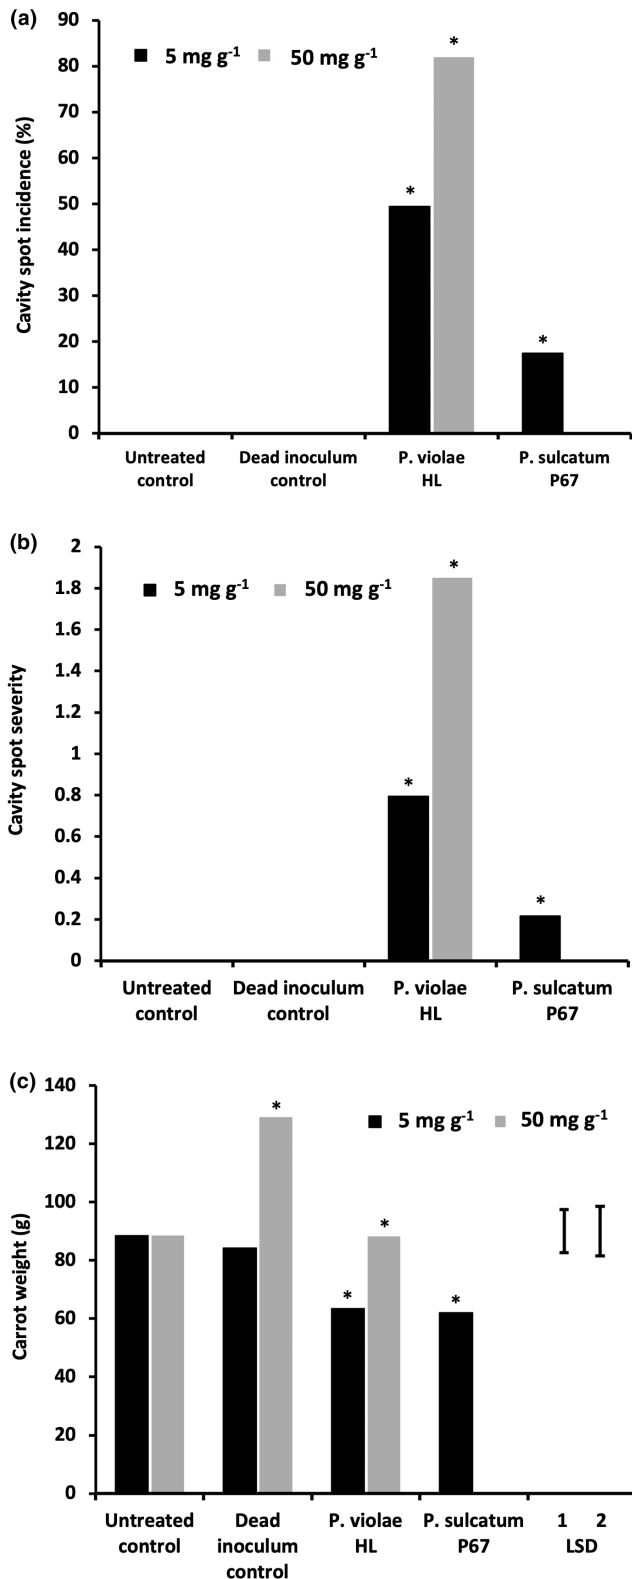 (a)
90
80
70
60
50
40
30
20
10
0
Cavity spot incidence (%)
5 mg g-1 50 mg g-1
*
*
*
Untreated control
Dead inoculum control
P. violae HL
P. sulcatum P67
(b)
2
1.8
1.6
1.4
1.2
1
0.8
0.6
0.4
0.2
0
Cavity spot severity
5 mg g-1 50 mg g-1
*
*
*
Untreated control
Dead inoculum control
P. violae HL
P. sulcatum P67
(c)
140
120
100
80
60
40
20
0
Carrot weight (g)
5 mg g-1 50 mg g-1
*
*
*
*
Untreated control
Dead inoculum control
P. violae HL
P. sulcatum P67
1 2
LSD